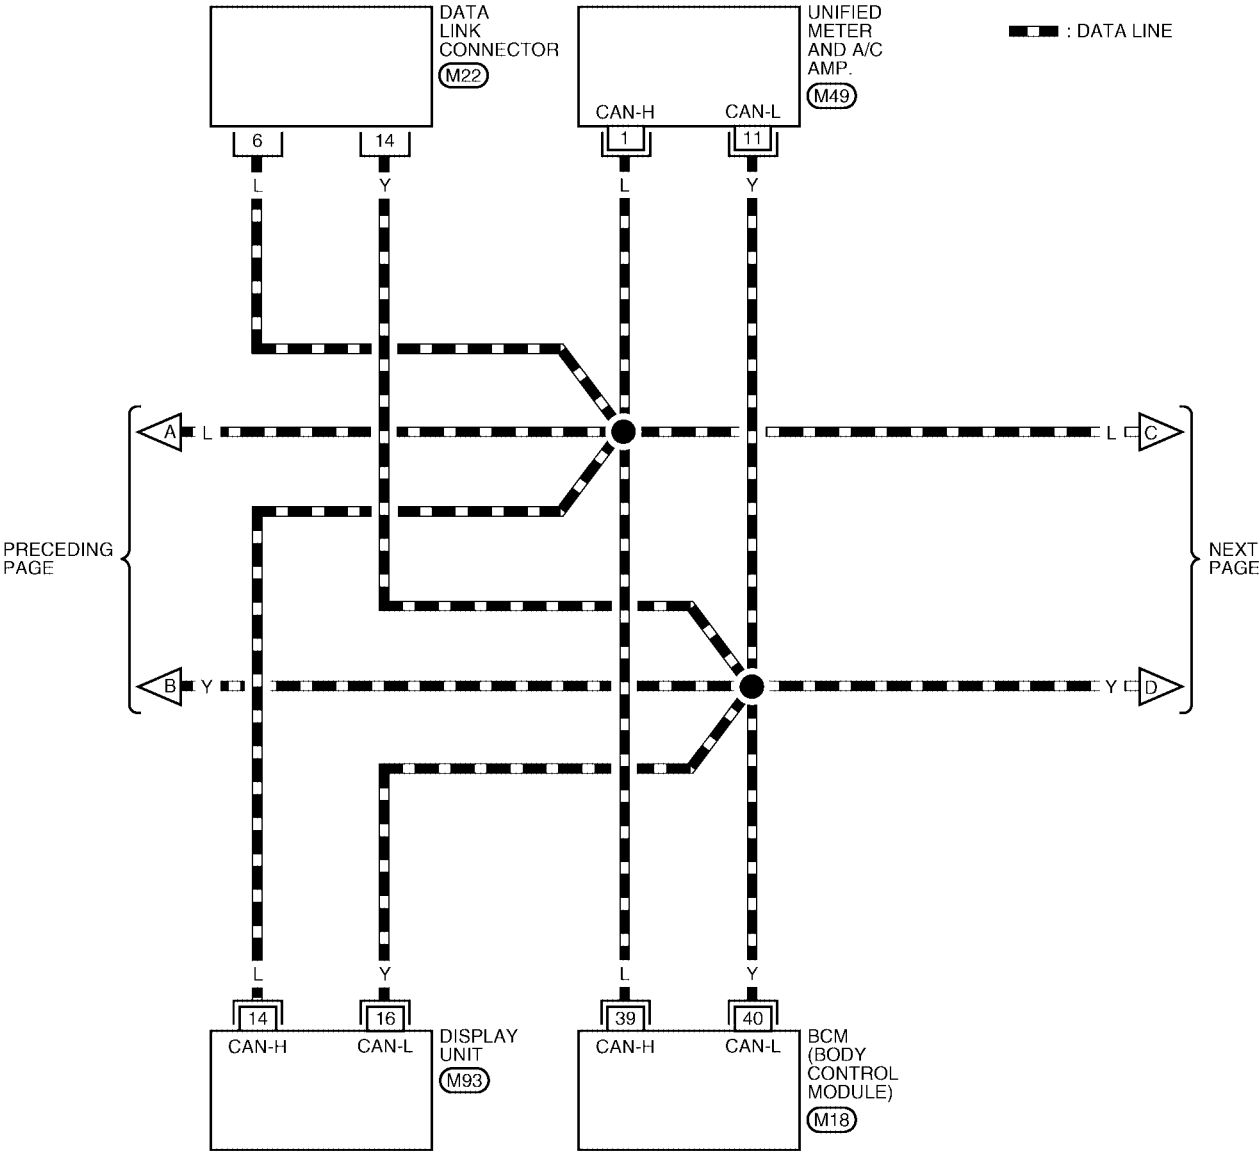 DATA
LINK
CONNECTOR
M22
UNIFIED
METER
AND A/C
AMP.
M49
: DATA LINE
CAN-H
CAN-L
6
14
1
11
L
Y
L
Y
A
L
L
C
PRECEDING
PAGE
NEXT
PAGE
B
Y
Y
D
L
Y
L
Y
14
16
39
40
CAN-H
CAN-L
DISPLAY
UNIT
M93
CAN-H
CAN-L
BCM
(BODY
CONTROL
MODULE)
M18